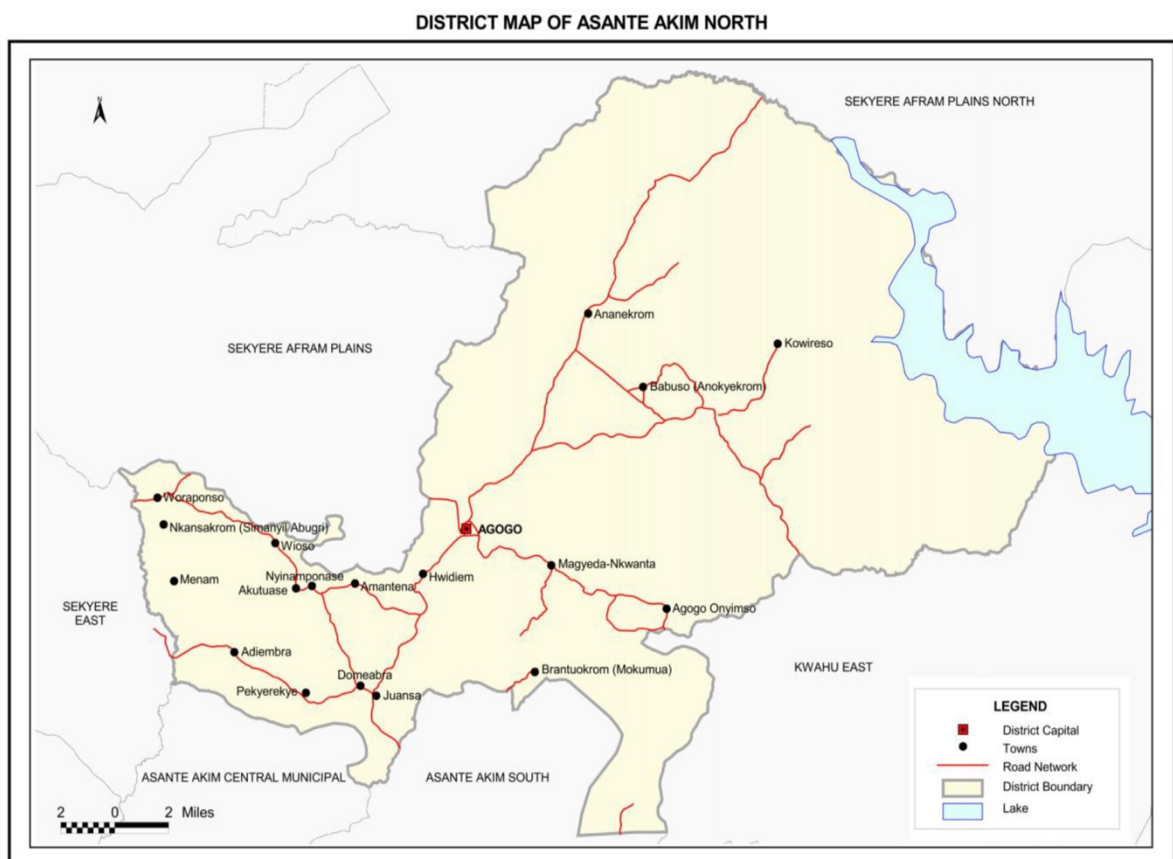 DISTRICT MAP OF ASANTE AKIM NORTH
N
SEKYERE AFRAM PLAINS NORTH
Ananekrom
Kowireso
SEKYERE AFRAM PLAINS
Babuso (Anokyekrom)
Woraponso
Nkansakrom (Simanyi/Abugri)
AGOGO
Wioso
Magyeda-Nkwanta
Nyinamponase
Hwidiem
Menam
Akutuase
Amantena
SEKYERE
EAST
Agogo Onyimso
Adiembra
KWAHU EAST
Brantuokrom (Mokumua)
Domeabra
Pekyerekye
Juansa
ASANTE AKIM CENTRAL MUNICIPAL
ASANTE AKIM SOUTH
2 0 2 Miles
LEGEND
District Capital
Towns
Road Network
District Boundary
Lake